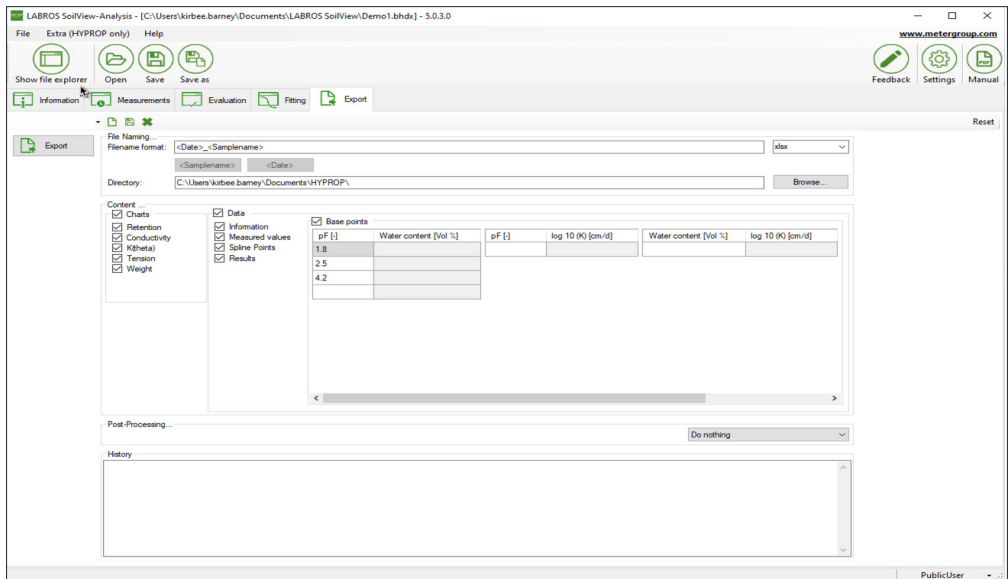 LABROS SoilView-Analysis - [C:\Users\kirbee.barney\Documents\LABROS SoilView\Demo1.bhdx] - 5.0.3.0
File Extra (HYPROP only) Help www.metergroup.com
Show file explorer Open Save Save as Feedback Settings Manual
Information Measurements Evaluation Fitting Export
Reset
Export
File Naming...
Filename format: <Date>_<Samplename> xlsx
<Samplename> <Date>
Directory: C:\Users\kirbee.barney\Documents\HYPROP\ Browse...
Content ...
Charts Data
Retention Information Base points
Conductivity Measured values pF [-] Water content [Vol %] pF [-] log 10 (K) [cm/d] Water content [Vol %] log 10 (K) [cm/d]
K(theta) Spline Points 1.8
Tension Results 2.5
Weight 4.2
Post-Processing...
Do nothing
History
PublicUser